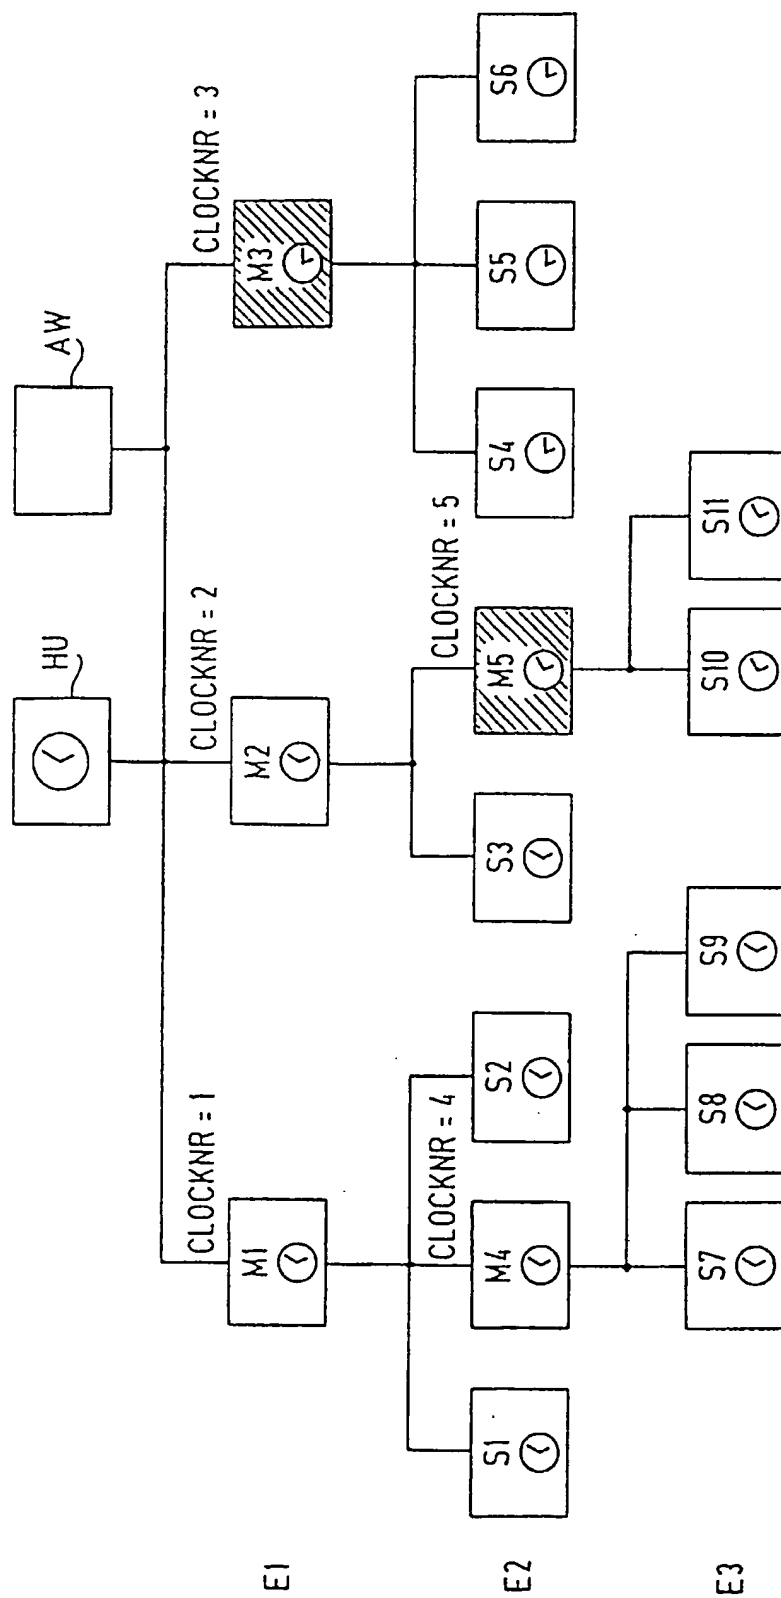 HU
AW
CLOCKNR = 1
CLOCKNR = 2
CLOCKNR = 3
E1
M1
M2
M3
CLOCKNR = 4
CLOCKNR = 5
E2
S1
M4
S2
S3
M5
S4
S5
S6
E3
S7
S8
S9
S10
S11